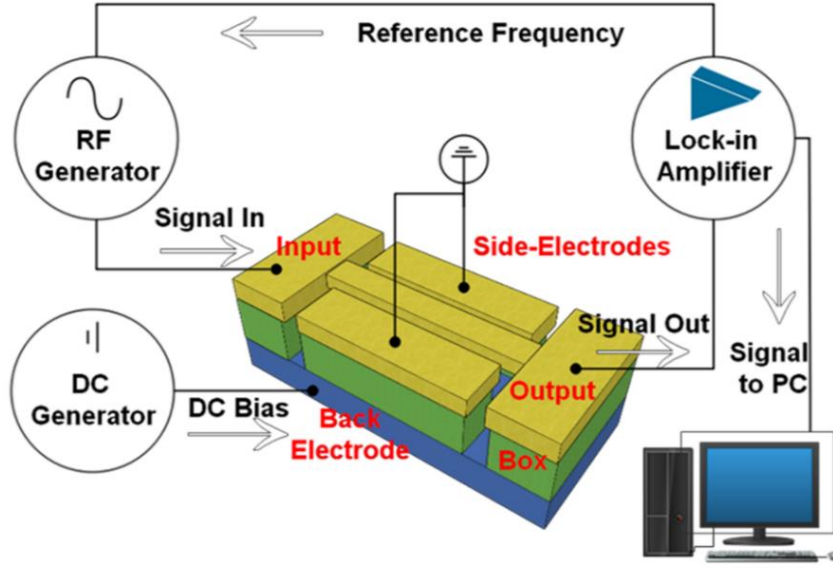 Reference Frequency
RF
Generator
Lock-in
Amplifier
Signal In
Input
Side-Electrodes
Signal Out
Signal
to PC
DC
Generator
DC Bias
Back
Electrode
Output
Box